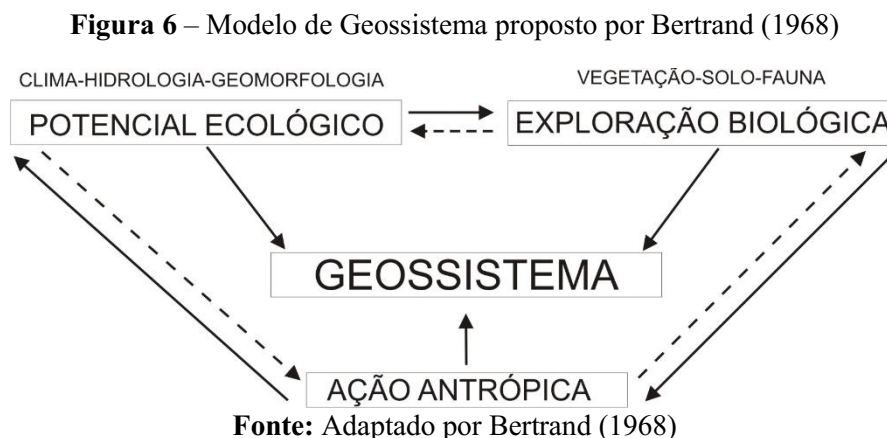 Figura 6 – Modelo de Geossistema proposto por Bertrand (1968)
CLIMA-HIDROLOGIA-GEOMORFOLOGIA
VEGETAÇÃO-SOLO-FAUNA
POTENCIAL ECOLÓGICO
EXPLORAÇÃO BIOLÓGICA
GEOSSISTEMA
AÇÃO ANTRÓPICA
Fonte: Adaptado por Bertrand (1968)